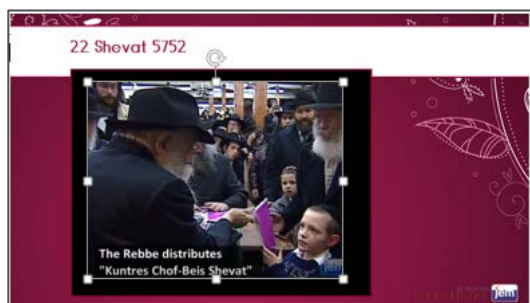 22 Shevat 5752
The Rebbe distributes
"Kuntres Chof-Beis Shevat"
jem